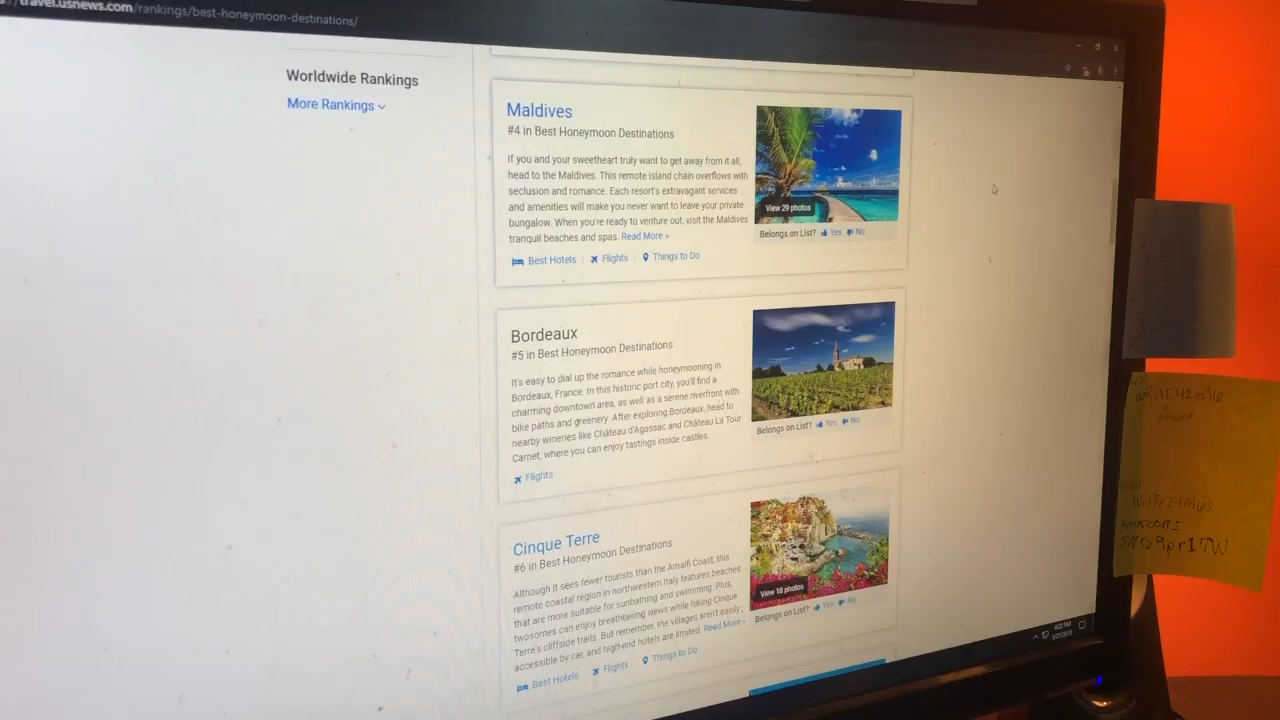 travel.usnews.com/rankings/best-honeymoon-destinations/
Worldwide Rankings
More Rankings
Maldives
#4 in Best Honeymoon Destinations
If you and your sweetheart truly want to get away from it all,
head to the Maldives. This remote island chain overflows with
seclusion and romance. Each resort's extravagant services
and amenities will make you never want to leave your private
bungalow. When you're ready to venture out, visit the Maldives'
tranquil beaches and spas. Read More »
View 29 photos
Belongs on List? Yes No
Best Hotels Flights Things to Do
Bordeaux
#5 in Best Honeymoon Destinations
It's easy to dial up the romance while honeymooning in
Bordeaux, France. In this historic port city, you'll find a
charming downtown area, as well as a serene riverfront with
bike paths and greenery. After exploring Bordeaux, head to
nearby wineries like Château d'Agassac and Château La Tour
Carnet, where you can enjoy tastings inside castles.
Belongs on List? Yes No
Flights
Cinque Terre
#6 in Best Honeymoon Destinations
Although it sees fewer tourists than the Amalfi Coast, this
remote coastal region in northwestern Italy features beaches
that are more suitable for sunbathing and swimming. Plus,
twosomes can enjoy breathtaking views while hiking Cinque
Terre's cliffside trails. But remember, the villages aren't easily
accessible by car, and high-end hotels are limited. Read More »
View 18 photos
Belongs on List? Yes No
Best Hotels Flights Things to Do